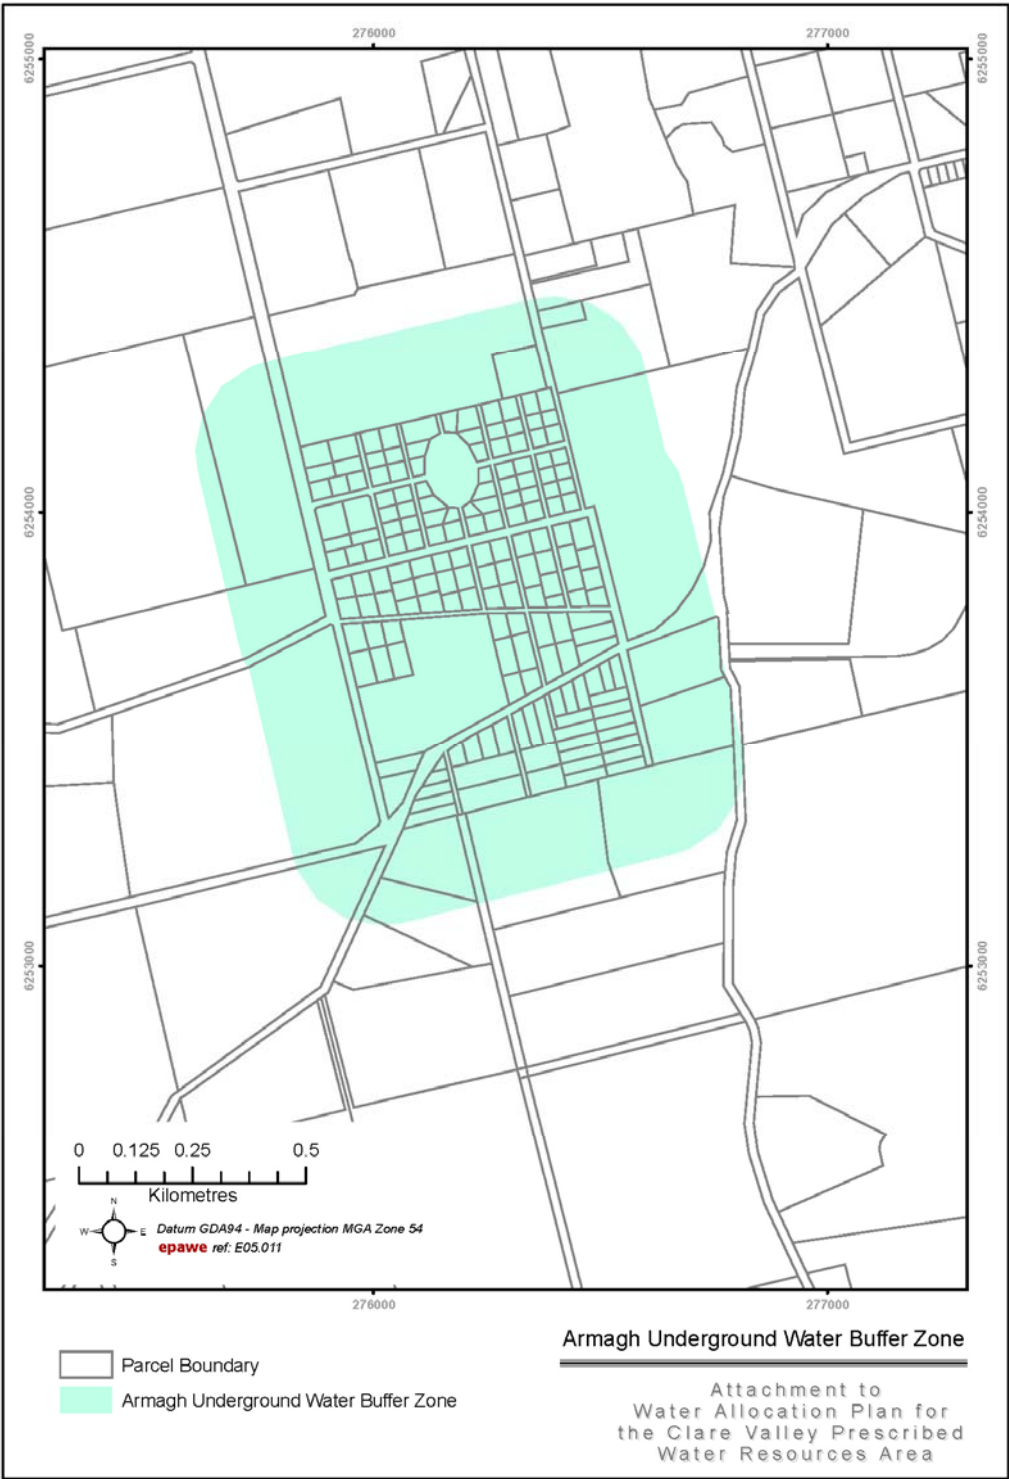 276000
277000
6255000
6255000
6254000
6254000
6253000
6253000
0 0.125 0.25 0.5
Kilometres
N
W E
S
Datum GDA94 - Map projection MGA Zone 54
epawe ref: E05.011
276000
277000
Parcel Boundary
Armagh Underground Water Buffer Zone
Armagh Underground Water Buffer Zone
Attachment to
Water Allocation Plan for
the Clare Valley Prescribed
Water Resources Area